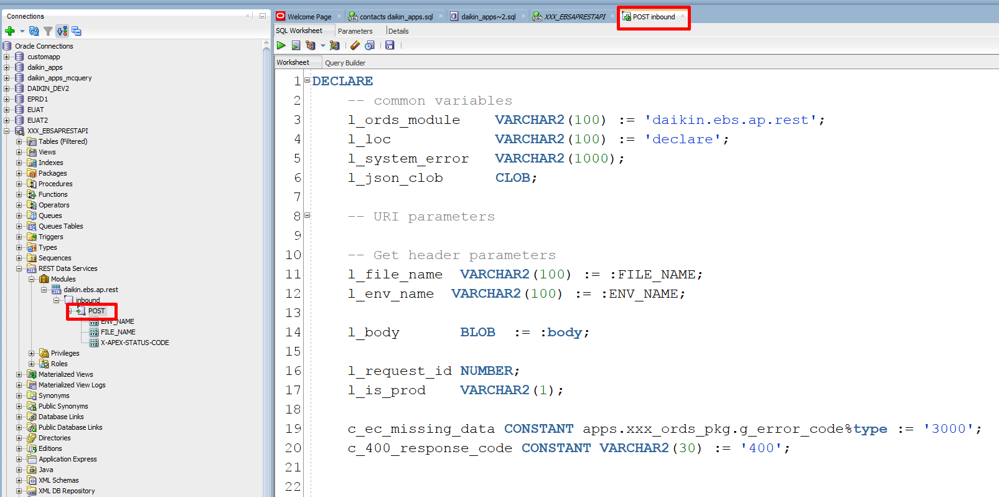 Connections
Oracle Connections
customapp
daikin_apps
daikin_apps_mcquery
DAIKIN_DEV2
EPRD1
EUAT
EUAT2
XXX_EBSAPRESTAPI
Tables (Filtered)
Views
Indexes
Packages
Procedures
Functions
Operators
Queues
Queues Tables
Triggers
Types
Sequences
REST Data Services
Modules
daikin.ebs.ap.rest
inbound
POST
ENV_NAME
FILE_NAME
X-APEX-STATUS-CODE
Privileges
Roles
Materialized Views
Materialized View Logs
Synonyms
Public Synonyms
Database Links
Public Database Links
Directories
Editions
Application Express
Java
XML Schemas
XML DB Repository
Welcome Page contacts daikin_apps.sql daikin_apps~2.sql XXX_EBSAPRESTAPI POST inbound
SQL Worksheet Parameters Details
Worksheet Query Builder
1 DECLARE
2 -- common variables
3 l_ords_module VARCHAR2(100) := 'daikin.ebs.ap.rest';
4 l_loc VARCHAR2(100) := 'declare';
5 l_system_error VARCHAR2(1000);
6 l_json_clob CLOB;
7
8 -- URI parameters
9
10 -- Get header parameters
11 l_file_name VARCHAR2(100) := :FILE_NAME;
12 l_env_name VARCHAR2(100) := :ENV_NAME;
13
14 l_body BLOB := :body;
15
16 l_request_id NUMBER;
17 l_is_prod VARCHAR2(1);
18
19 c_ec_missing_data CONSTANT apps.xxx_ords_pkg.g_error_code%type := '3000';
20 c_400_response_code CONSTANT VARCHAR2(30) := '400';
21
22